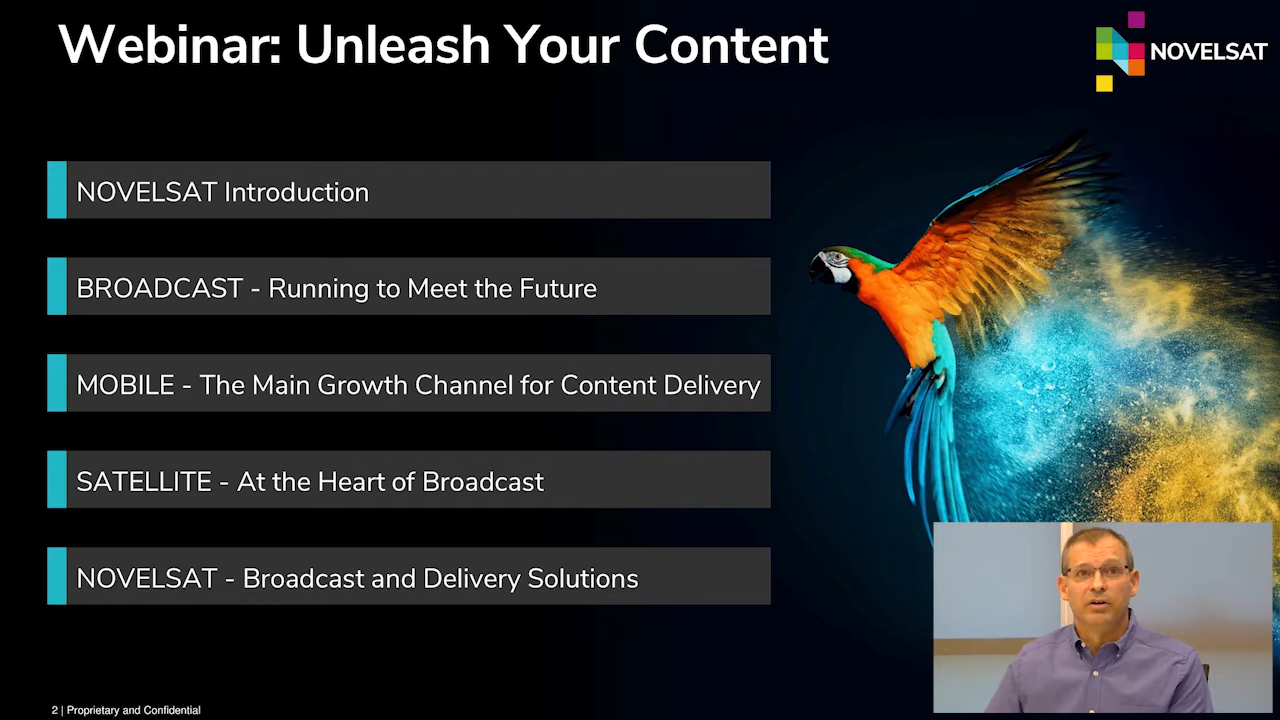 Webinar: Unleash Your Content
NOVELSAT
NOVELSAT Introduction
BROADCAST - Running to Meet the Future
MOBILE - The Main Growth Channel for Content Delivery
SATELLITE - At the Heart of Broadcast
NOVELSAT - Broadcast and Delivery Solutions
2 | Proprietary and Confidential